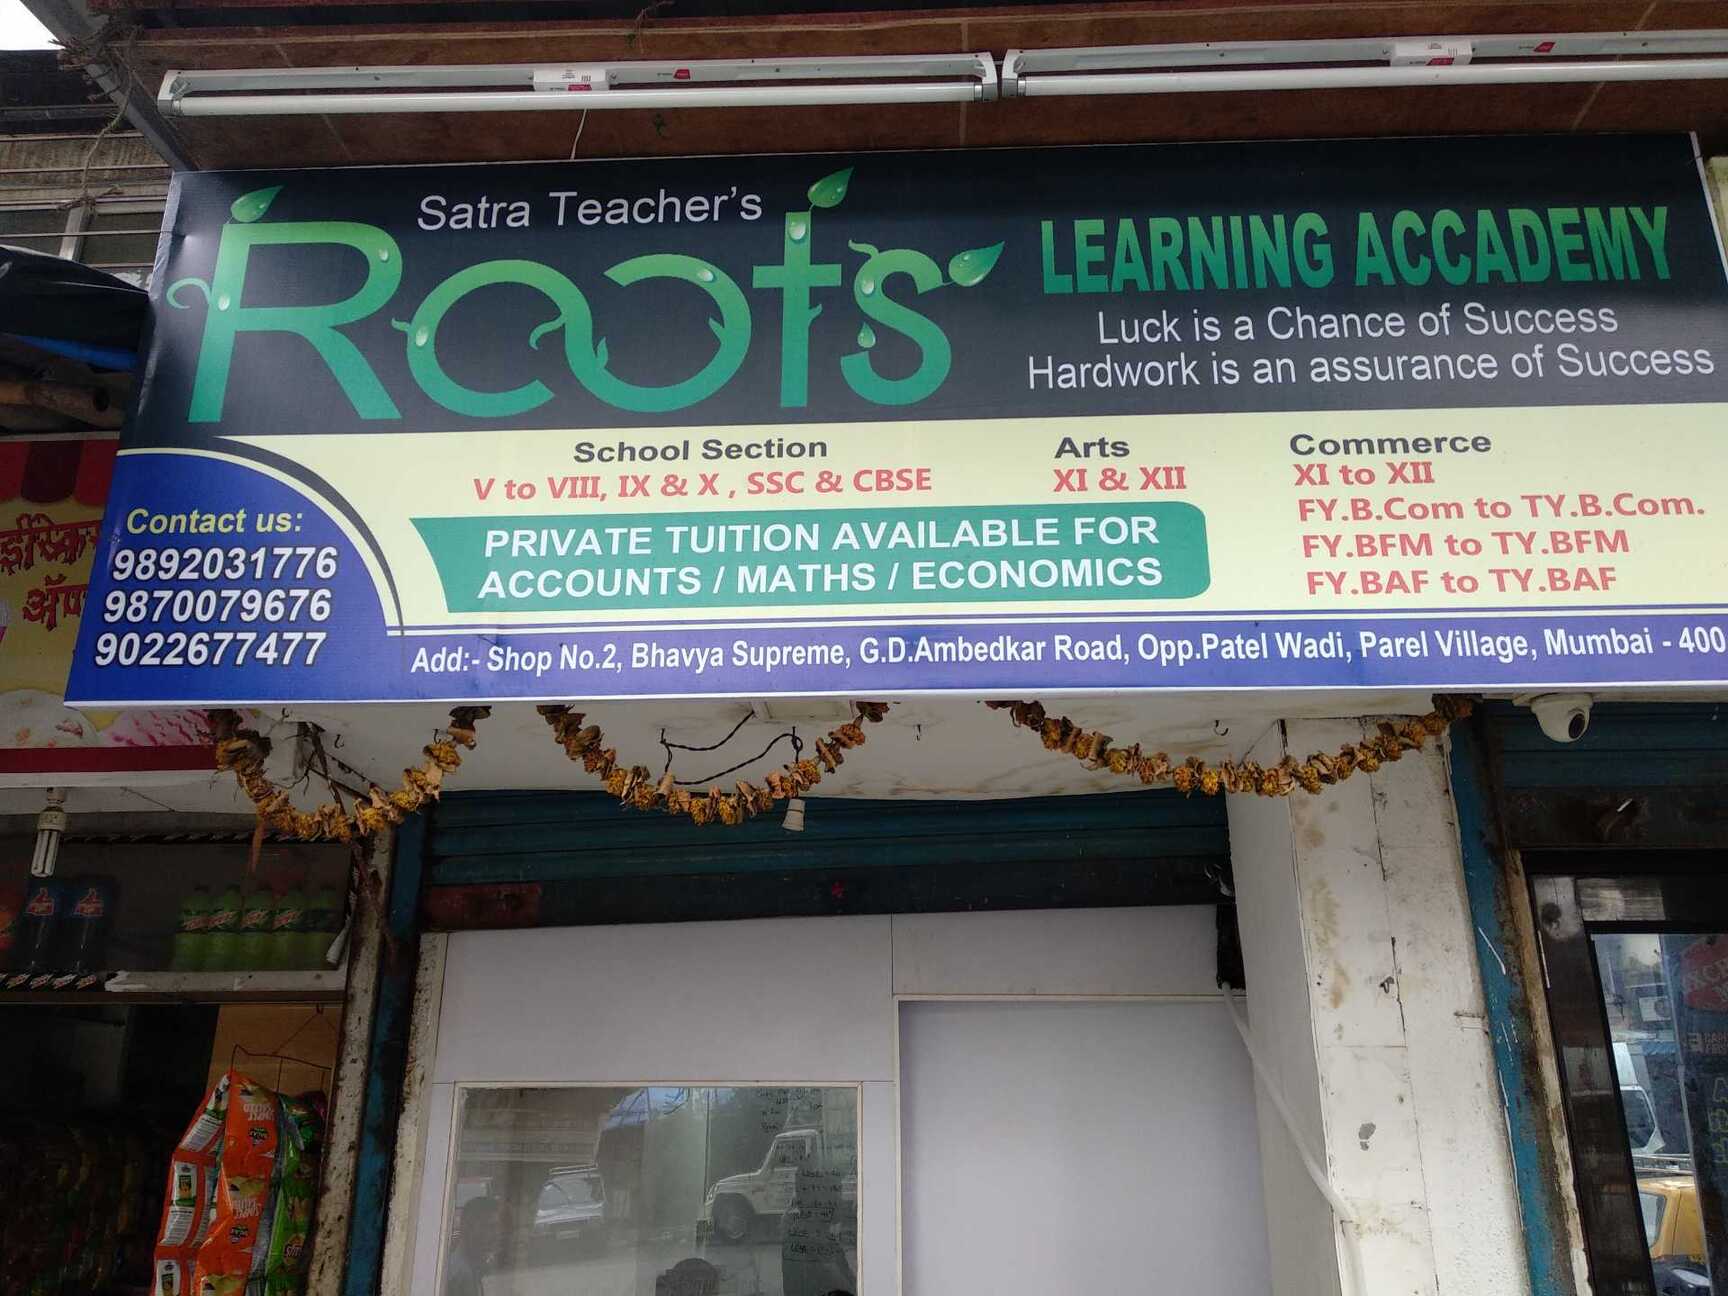 Satra Teacher's
Roots
LEARNING ACCADEMY
Luck is a Chance of Success
Hardwork is an assurance of Success
School Section
V to VIII, IX & X , SSC & CBSE
Arts
XI & XII
Commerce
XI to XII
FY.B.Com to TY.B.Com.
FY.BFM to TY.BFM
FY.BAF to TY.BAF
PRIVATE TUITION AVAILABLE FOR
ACCOUNTS / MATHS / ECONOMICS
Contact us:
9892031776
9870079676
9022677477
Add:- Shop No.2, Bhavya Supreme, G.D.Ambedkar Road, Opp.Patel Wadi, Parel Village, Mumbai - 400